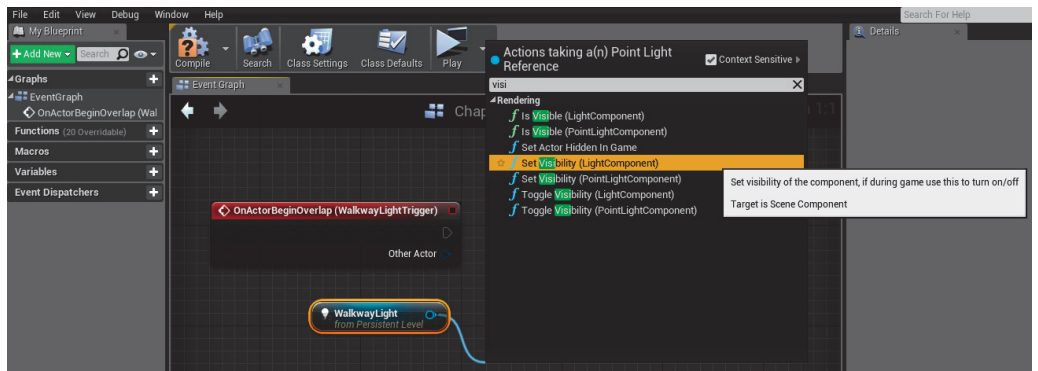 File Edit View Debug Window Help
Search For Help
My Blueprint
Details
+ Add New
Search
Compile
Search
Class Settings
Class Defaults
Play
Graphs
EventGraph
OnActorBeginOverlap (Wal
Functions (20 Overridable)
Macros
Variables
Event Dispatchers
Event Graph
Chap
1:1
OnActorBeginOverlap (WalkwayLightTrigger)
Other Actor
WalkwayLight
from Persistent Level
Actions taking a(n) Point Light
Reference
Context Sensitive
visi
Rendering
Is Visible (LightComponent)
Is Visible (PointLightComponent)
Set Actor Hidden In Game
Set Visibility (LightComponent)
Set Visibility (PointLightComponent)
Toggle Visibility (LightComponent)
Toggle Visibility (PointLightComponent)
Set visibility of the component, if during game use this to turn on/off
Target is Scene Component